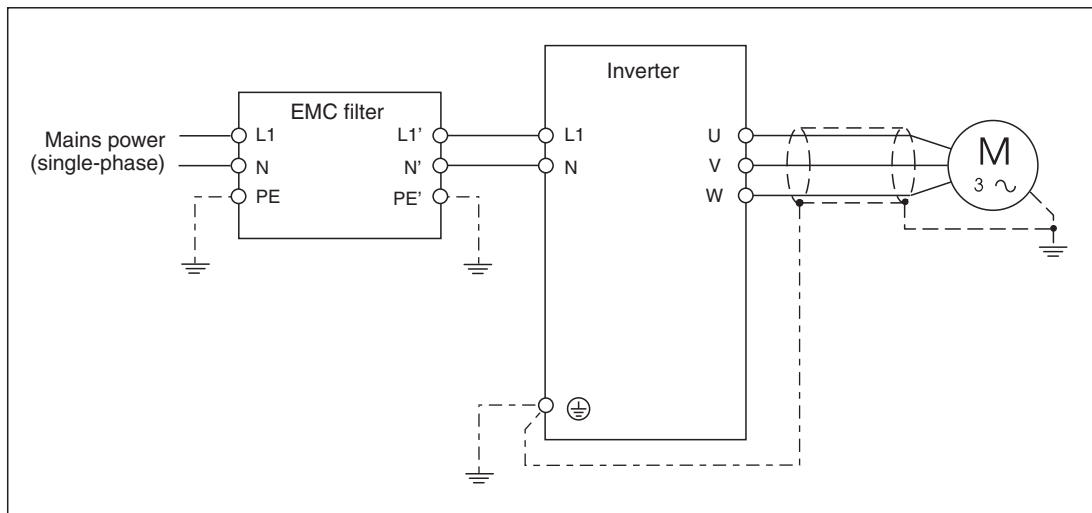 Inverter
EMC filter
Mains power
(single-phase)
L1
L1’
L1
U
N
N’
N
V
PE
PE’
W
M
3 ~